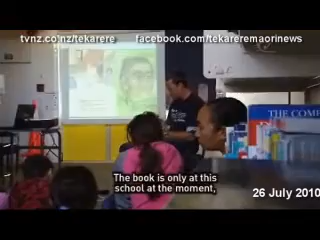 tvnz.co.nz/tekarere facebook.com/tekareremaorinews
THE COMP
The book is only at this
school at the moment,
26 July 2010